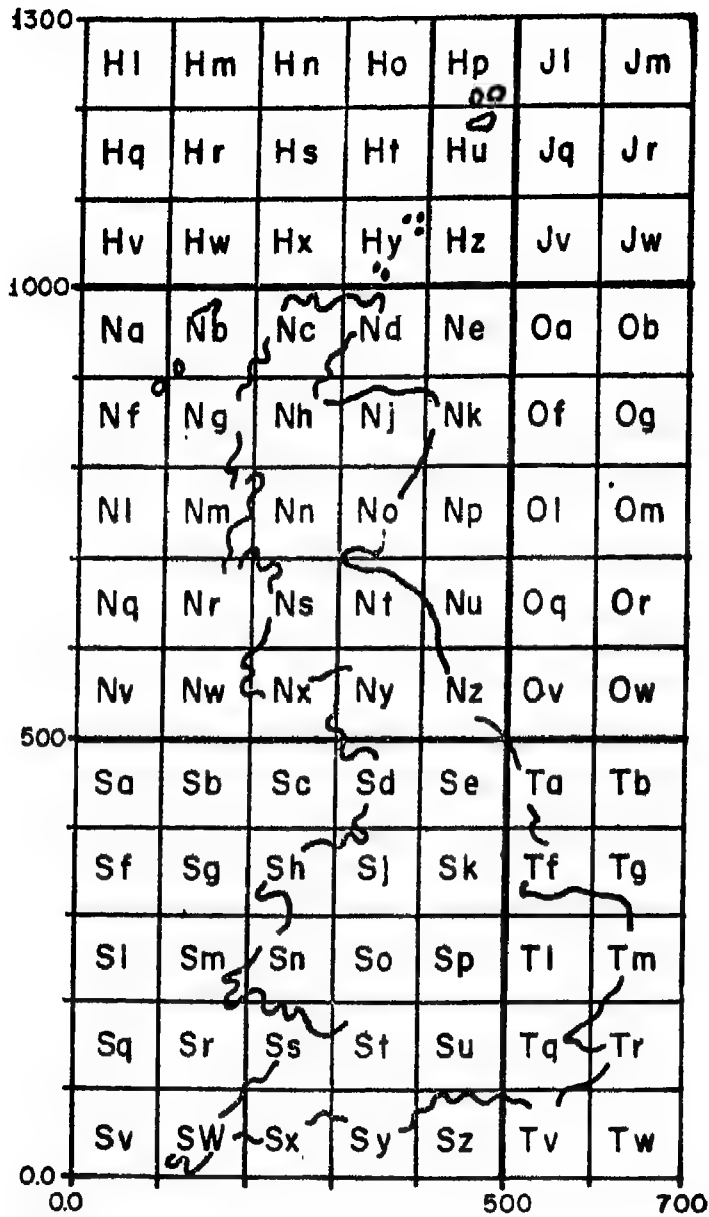 1300
Hl Hm Hn Ho Hp Jl Jm
Hq Hr Hs Ht Hu Jq Jr
Hv Hw Hx Hy Hz Jv Jw
1000
Na Nb Nc Nd Ne Oa Ob
Nf Ng Nh Nj Nk Of Og
Nl Nm Nn No Np Ol Om
Nq Nr Ns Nt Nu Oq Or
Nv Nw Nx Ny Nz Ov Ow
500
Sa Sb Sc Sd Se Ta Tb
Sf Sg Sh Sj Sk Tf Tg
Sl Sm Sn So Sp Tl Tm
Sq Sr Ss St Su Tq Tr
Sv SW Sx Sy Sz Tv Tw
0.0
0.0 500 700